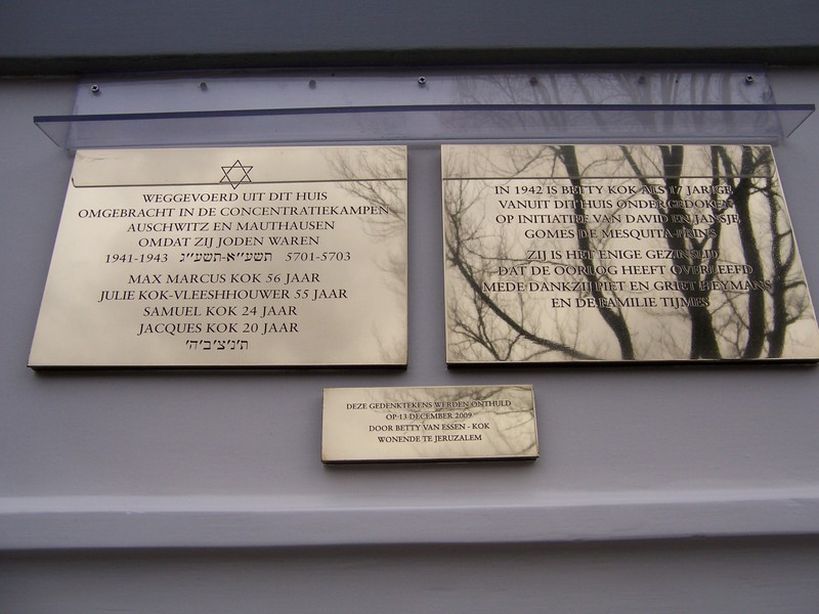 WEGGEVOERD UIT DIT HUIS
OMGEBRACHT IN DE CONCENTRATIEKAMPEN
AUSCHWITZ EN MAUTHAUSEN
OMDAT ZIJ JODEN WAREN
1941-1943 תשע״א-תשע״ג 5701-5703
MAX MARCUS KOK 56 JAAR
JULIE KOK-VLEESHHOUWER 55 JAAR
SAMUEL KOK 24 JAAR
JACQUES KOK 20 JAAR
ת׳נ׳צ׳ב׳ה׳
IN 1942 IS BETTY KOK ALS 17 JARIGE
VANUIT DIT HUIS ONDERGEDOKEN
OP INITIATIEF VAN DAVID EN JANSJE
GOMES DE MESQUITA-PRINS
ZIJ IS HET ENIGE GEZINSLID
DAT DE OORLOG HEEFT OVERLEEFD
MEDE DANKZIJ PIET EN GRIET HEYMANS
EN DE FAMILIE TIJMES
DEZE GEDENKTEKENS WERDEN ONTHULD
OP 13 DECEMBER 2009
DOOR BETTY VAN ESSEN - KOK
WONENDE TE JERUZALEM